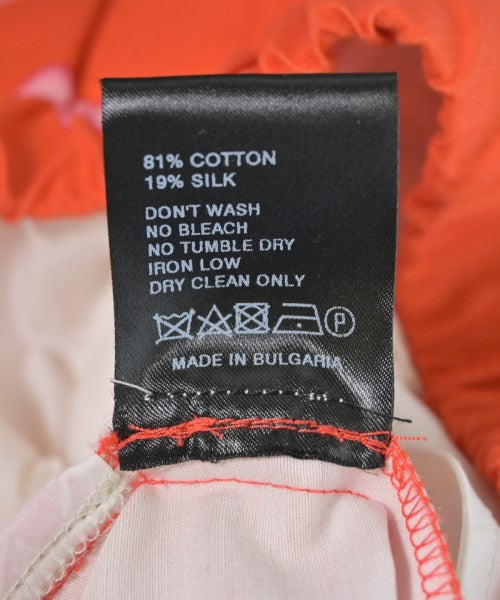 81% COTTON
19% SILK
DON'T WASH
NO BLEACH
NO TUMBLE DRY
IRON LOW
DRY CLEAN ONLY
P
MADE IN BULGARIA